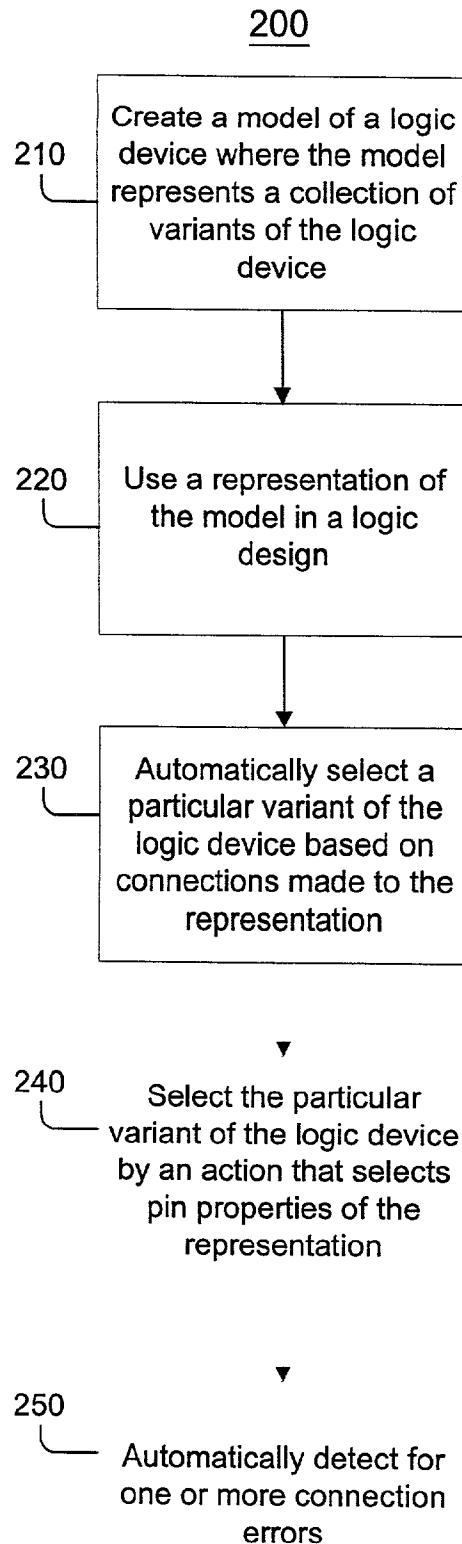 200
210
Create a model of a logic
device where the model
represents a collection of
variants of the logic
device
220
Use a representation of
the model in a logic
design
230
Automatically select a
particular variant of the
logic device based on
connections made to the
representation
240
Select the particular
variant of the logic device
by an action that selects
pin properties of the
representation
250
Automatically detect for
one or more connection
errors